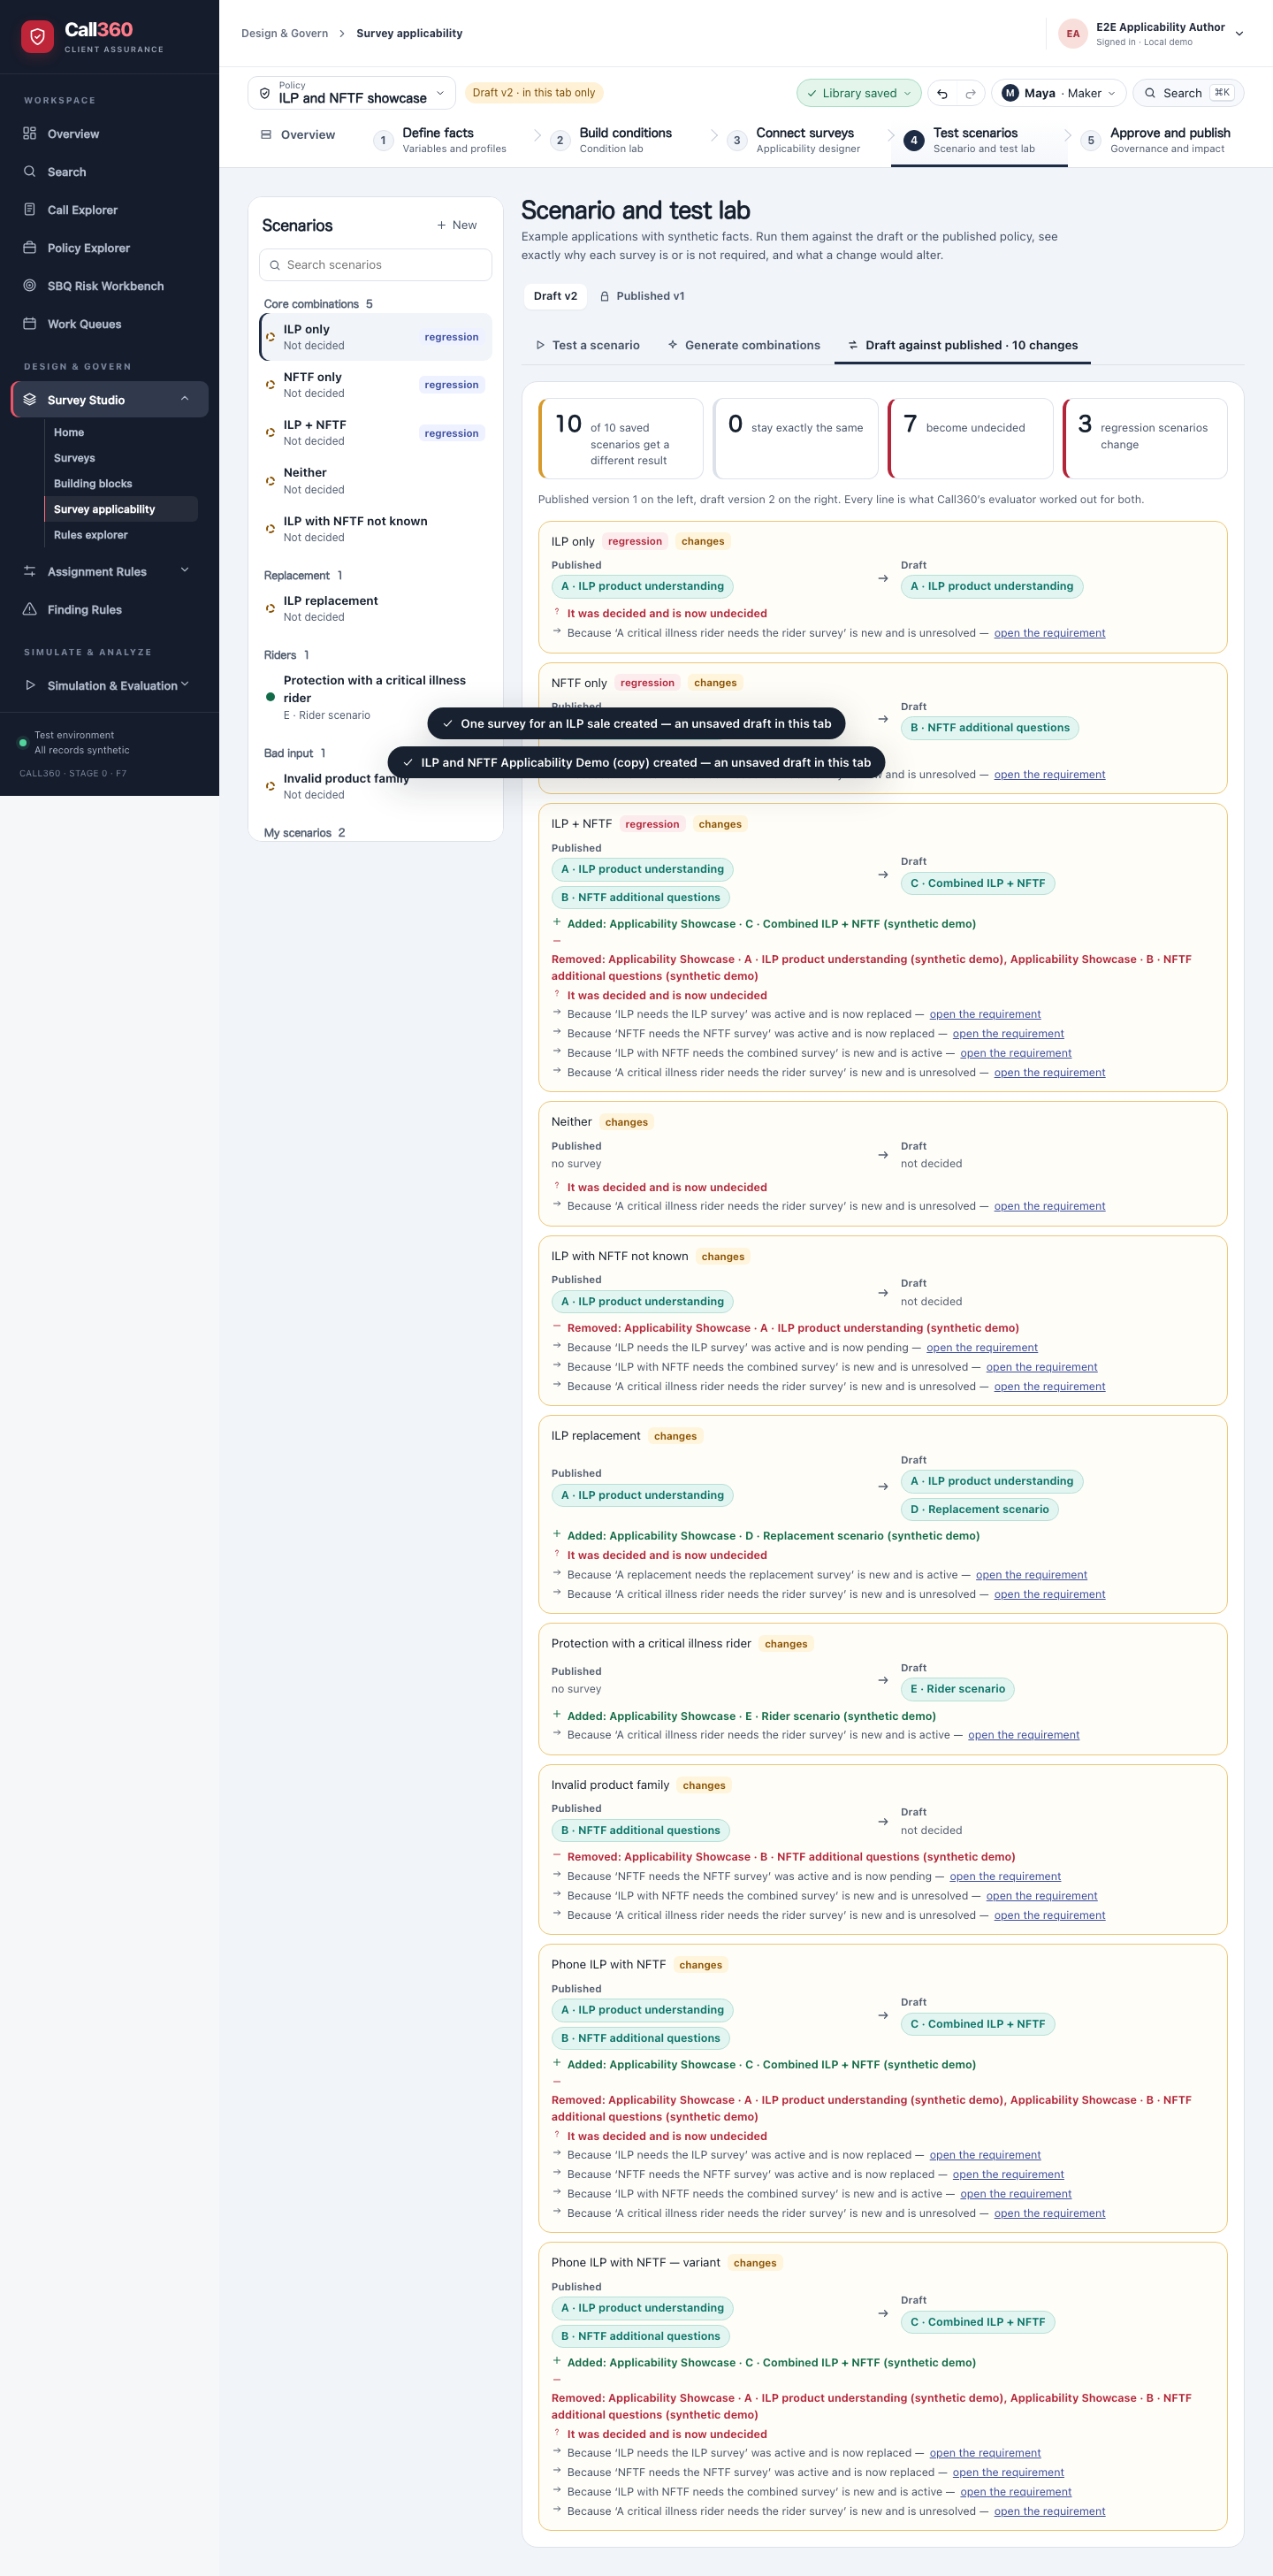 Call360
CLIENT ASSURANCE
WORKSPACE
Overview
Search
Call Explorer
Policy Explorer
SBQ Risk Workbench
Work Queues
DESIGN & GOVERN
Survey Studio
Home
Surveys
Building blocks
Survey applicability
Rules explorer
Assignment Rules
Finding Rules
SIMULATE & ANALYZE
Simulation & Evaluation
Test environment
All records synthetic
CALL360 · STAGE 0 · F7
Design & Govern
Survey applicability
EA
E2E Applicability Author
Signed in · Local demo
Policy
ILP and NFTF showcase
Draft v2 · in this tab only
Library saved
M Maya · Maker
Search ⌘K
Overview
1 Define facts
Variables and profiles
2 Build conditions
Condition lab
3 Connect surveys
Applicability designer
4 Test scenarios
Scenario and test lab
5 Approve and publish
Governance and impact
Scenarios
+ New
Search scenarios
Core combinations 5
ILP only
Not decided
regression
NFTF only
Not decided
regression
ILP + NFTF
Not decided
regression
Neither
Not decided
ILP with NFTF not known
Not decided
Replacement 1
ILP replacement
Not decided
Riders 1
Protection with a critical illness
rider
E · Rider scenario
Bad input 1
Invalid product family
Not decided
My scenarios 2
Scenario and test lab
Example applications with synthetic facts. Run them against the draft or the published policy, see
exactly why each survey is or is not required, and what a change would alter.
Draft v2
Published v1
Test a scenario
Generate combinations
Draft against published · 10 changes
10 of 10 saved
scenarios get a
different result
0 stay exactly the same
7 become undecided
3 regression scenarios
change
Published version 1 on the left, draft version 2 on the right. Every line is what Call360's evaluator worked out for both.
ILP only regression changes
Published
A · ILP product understanding
→
Draft
A · ILP product understanding
? It was decided and is now undecided
→ Because ‘A critical illness rider needs the rider survey’ is new and is unresolved — open the requirement
NFTF only regression changes
→
Draft
B · NFTF additional questions
One survey for an ILP sale created — an unsaved draft in this tab
ILP and NFTF Applicability Demo (copy) created — an unsaved draft in this tab
new and is unresolved — open the requirement
ILP + NFTF regression changes
Published
A · ILP product understanding
B · NFTF additional questions
→
Draft
C · Combined ILP + NFTF
+ Added: Applicability Showcase · C · Combined ILP + NFTF (synthetic demo)
—
Removed: Applicability Showcase · A · ILP product understanding (synthetic demo), Applicability Showcase · B · NFTF
additional questions (synthetic demo)
? It was decided and is now undecided
→ Because ‘ILP needs the ILP survey’ was active and is now replaced — open the requirement
→ Because ‘NFTF needs the NFTF survey’ was active and is now replaced — open the requirement
→ Because ‘ILP with NFTF needs the combined survey’ is new and is active — open the requirement
→ Because ‘A critical illness rider needs the rider survey’ is new and is unresolved — open the requirement
Neither changes
Published
no survey
→
Draft
not decided
? It was decided and is now undecided
→ Because ‘A critical illness rider needs the rider survey’ is new and is unresolved — open the requirement
ILP with NFTF not known changes
Published
A · ILP product understanding
→
Draft
not decided
— Removed: Applicability Showcase · A · ILP product understanding (synthetic demo)
→ Because ‘ILP needs the ILP survey’ was active and is now pending — open the requirement
→ Because ‘ILP with NFTF needs the combined survey’ is new and is unresolved — open the requirement
→ Because ‘A critical illness rider needs the rider survey’ is new and is unresolved — open the requirement
ILP replacement changes
Published
A · ILP product understanding
→
Draft
A · ILP product understanding
D · Replacement scenario
+ Added: Applicability Showcase · D · Replacement scenario (synthetic demo)
? It was decided and is now undecided
→ Because ‘A replacement needs the replacement survey’ is new and is active — open the requirement
→ Because ‘A critical illness rider needs the rider survey’ is new and is unresolved — open the requirement
Protection with a critical illness rider changes
Published
no survey
→
Draft
E · Rider scenario
+ Added: Applicability Showcase · E · Rider scenario (synthetic demo)
→ Because ‘A critical illness rider needs the rider survey’ is new and is active — open the requirement
Invalid product family changes
Published
B · NFTF additional questions
→
Draft
not decided
— Removed: Applicability Showcase · B · NFTF additional questions (synthetic demo)
→ Because ‘NFTF needs the NFTF survey’ was active and is now pending — open the requirement
→ Because ‘ILP with NFTF needs the combined survey’ is new and is unresolved — open the requirement
→ Because ‘A critical illness rider needs the rider survey’ is new and is unresolved — open the requirement
Phone ILP with NFTF changes
Published
A · ILP product understanding
B · NFTF additional questions
→
Draft
C · Combined ILP + NFTF
+ Added: Applicability Showcase · C · Combined ILP + NFTF (synthetic demo)
—
Removed: Applicability Showcase · A · ILP product understanding (synthetic demo), Applicability Showcase · B · NFTF
additional questions (synthetic demo)
? It was decided and is now undecided
→ Because ‘ILP needs the ILP survey’ was active and is now replaced — open the requirement
→ Because ‘NFTF needs the NFTF survey’ was active and is now replaced — open the requirement
→ Because ‘ILP with NFTF needs the combined survey’ is new and is active — open the requirement
→ Because ‘A critical illness rider needs the rider survey’ is new and is unresolved — open the requirement
Phone ILP with NFTF — variant changes
Published
A · ILP product understanding
B · NFTF additional questions
→
Draft
C · Combined ILP + NFTF
+ Added: Applicability Showcase · C · Combined ILP + NFTF (synthetic demo)
—
Removed: Applicability Showcase · A · ILP product understanding (synthetic demo), Applicability Showcase · B · NFTF
additional questions (synthetic demo)
? It was decided and is now undecided
→ Because ‘ILP needs the ILP survey’ was active and is now replaced — open the requirement
→ Because ‘NFTF needs the NFTF survey’ was active and is now replaced — open the requirement
→ Because ‘ILP with NFTF needs the combined survey’ is new and is active — open the requirement
→ Because ‘A critical illness rider needs the rider survey’ is new and is unresolved — open the requirement